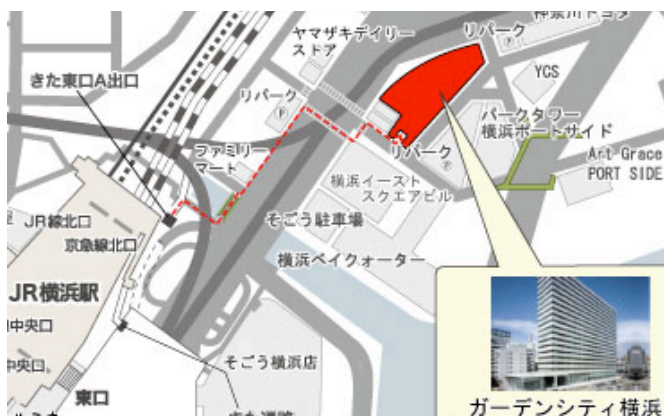 神奈川トヨタ
リパーク
P
ヤマザキデイリー
ストア
きた東口A出口
リパーク
P
YCS
パークタワー
横浜ポートサイド
ファミリー
マート
リパーク
P
Art Grace
PORT SIDE
横浜イースト
スクエアビル
JR線北口
京急線北口
そごう駐車場
横浜ベイクォーター
JR横浜駅
中央口
中央口
そごう横浜店
東口
ガーデンシティ横浜